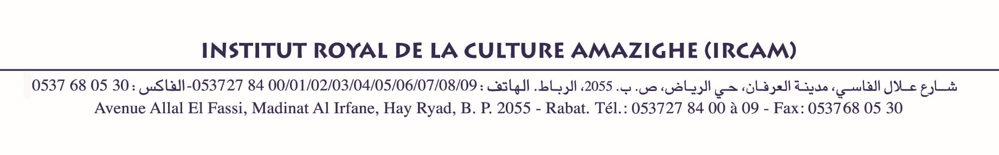 INSTITUT ROYAL DE LA CULTURE AMAZIGHE (IRCAM)
شارع علال الفاسي، مدينة العرفان، حي الرياض، ص. ب. 2055، الرباط. الهاتف : 053727 84 00/01/02/03/04/05/06/07/08/09-الفاكس : 0537 68 05 30
Avenue Allal El Fassi, Madinat Al Irfane, Hay Ryad, B. P. 2055 - Rabat. Tél.: 053727 84 00 à 09 - Fax: 053768 05 30